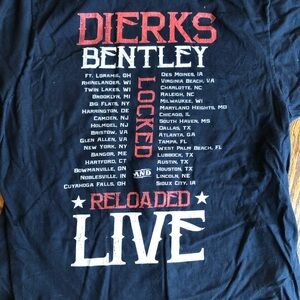 DIERKS
BENTLEY
LOCKED
AND
FT. LORAMIE, OH
RHINELANDER, WI
TWIN LAKES, WI
BROOKLYN, MI
BIG FLATS, NY
HARRINGTON, DE
CAMDEN, NJ
HOLMDEL, NJ
BRISTOW, VA
GLEN ALLEN, VA
NEW YORK, NY
BANGOR, ME
HARTFORD, CT
BOWMANVILLE, ON
NOBLESVILLE, IN
CUYAHOGA FALLS, OH
DES MOINES, IA
VIRGINIA BEACH, VA
CHARLOTTE, NC
RALEIGH, NC
MILWAUKEE, WI
MARYLAND HEIGHTS, MO
CHICAGO, IL
SOUTH HAVEN, MS
DALLAS, TX
ATLANTA, GA
TAMPA, FL
WEST PALM BEACH, FL
LUBBOCK, TX
AUSTIN, TX
HOUSTON, TX
LINCOLN, NE
SIOUX CITY, IA
RELOADED
LIVE